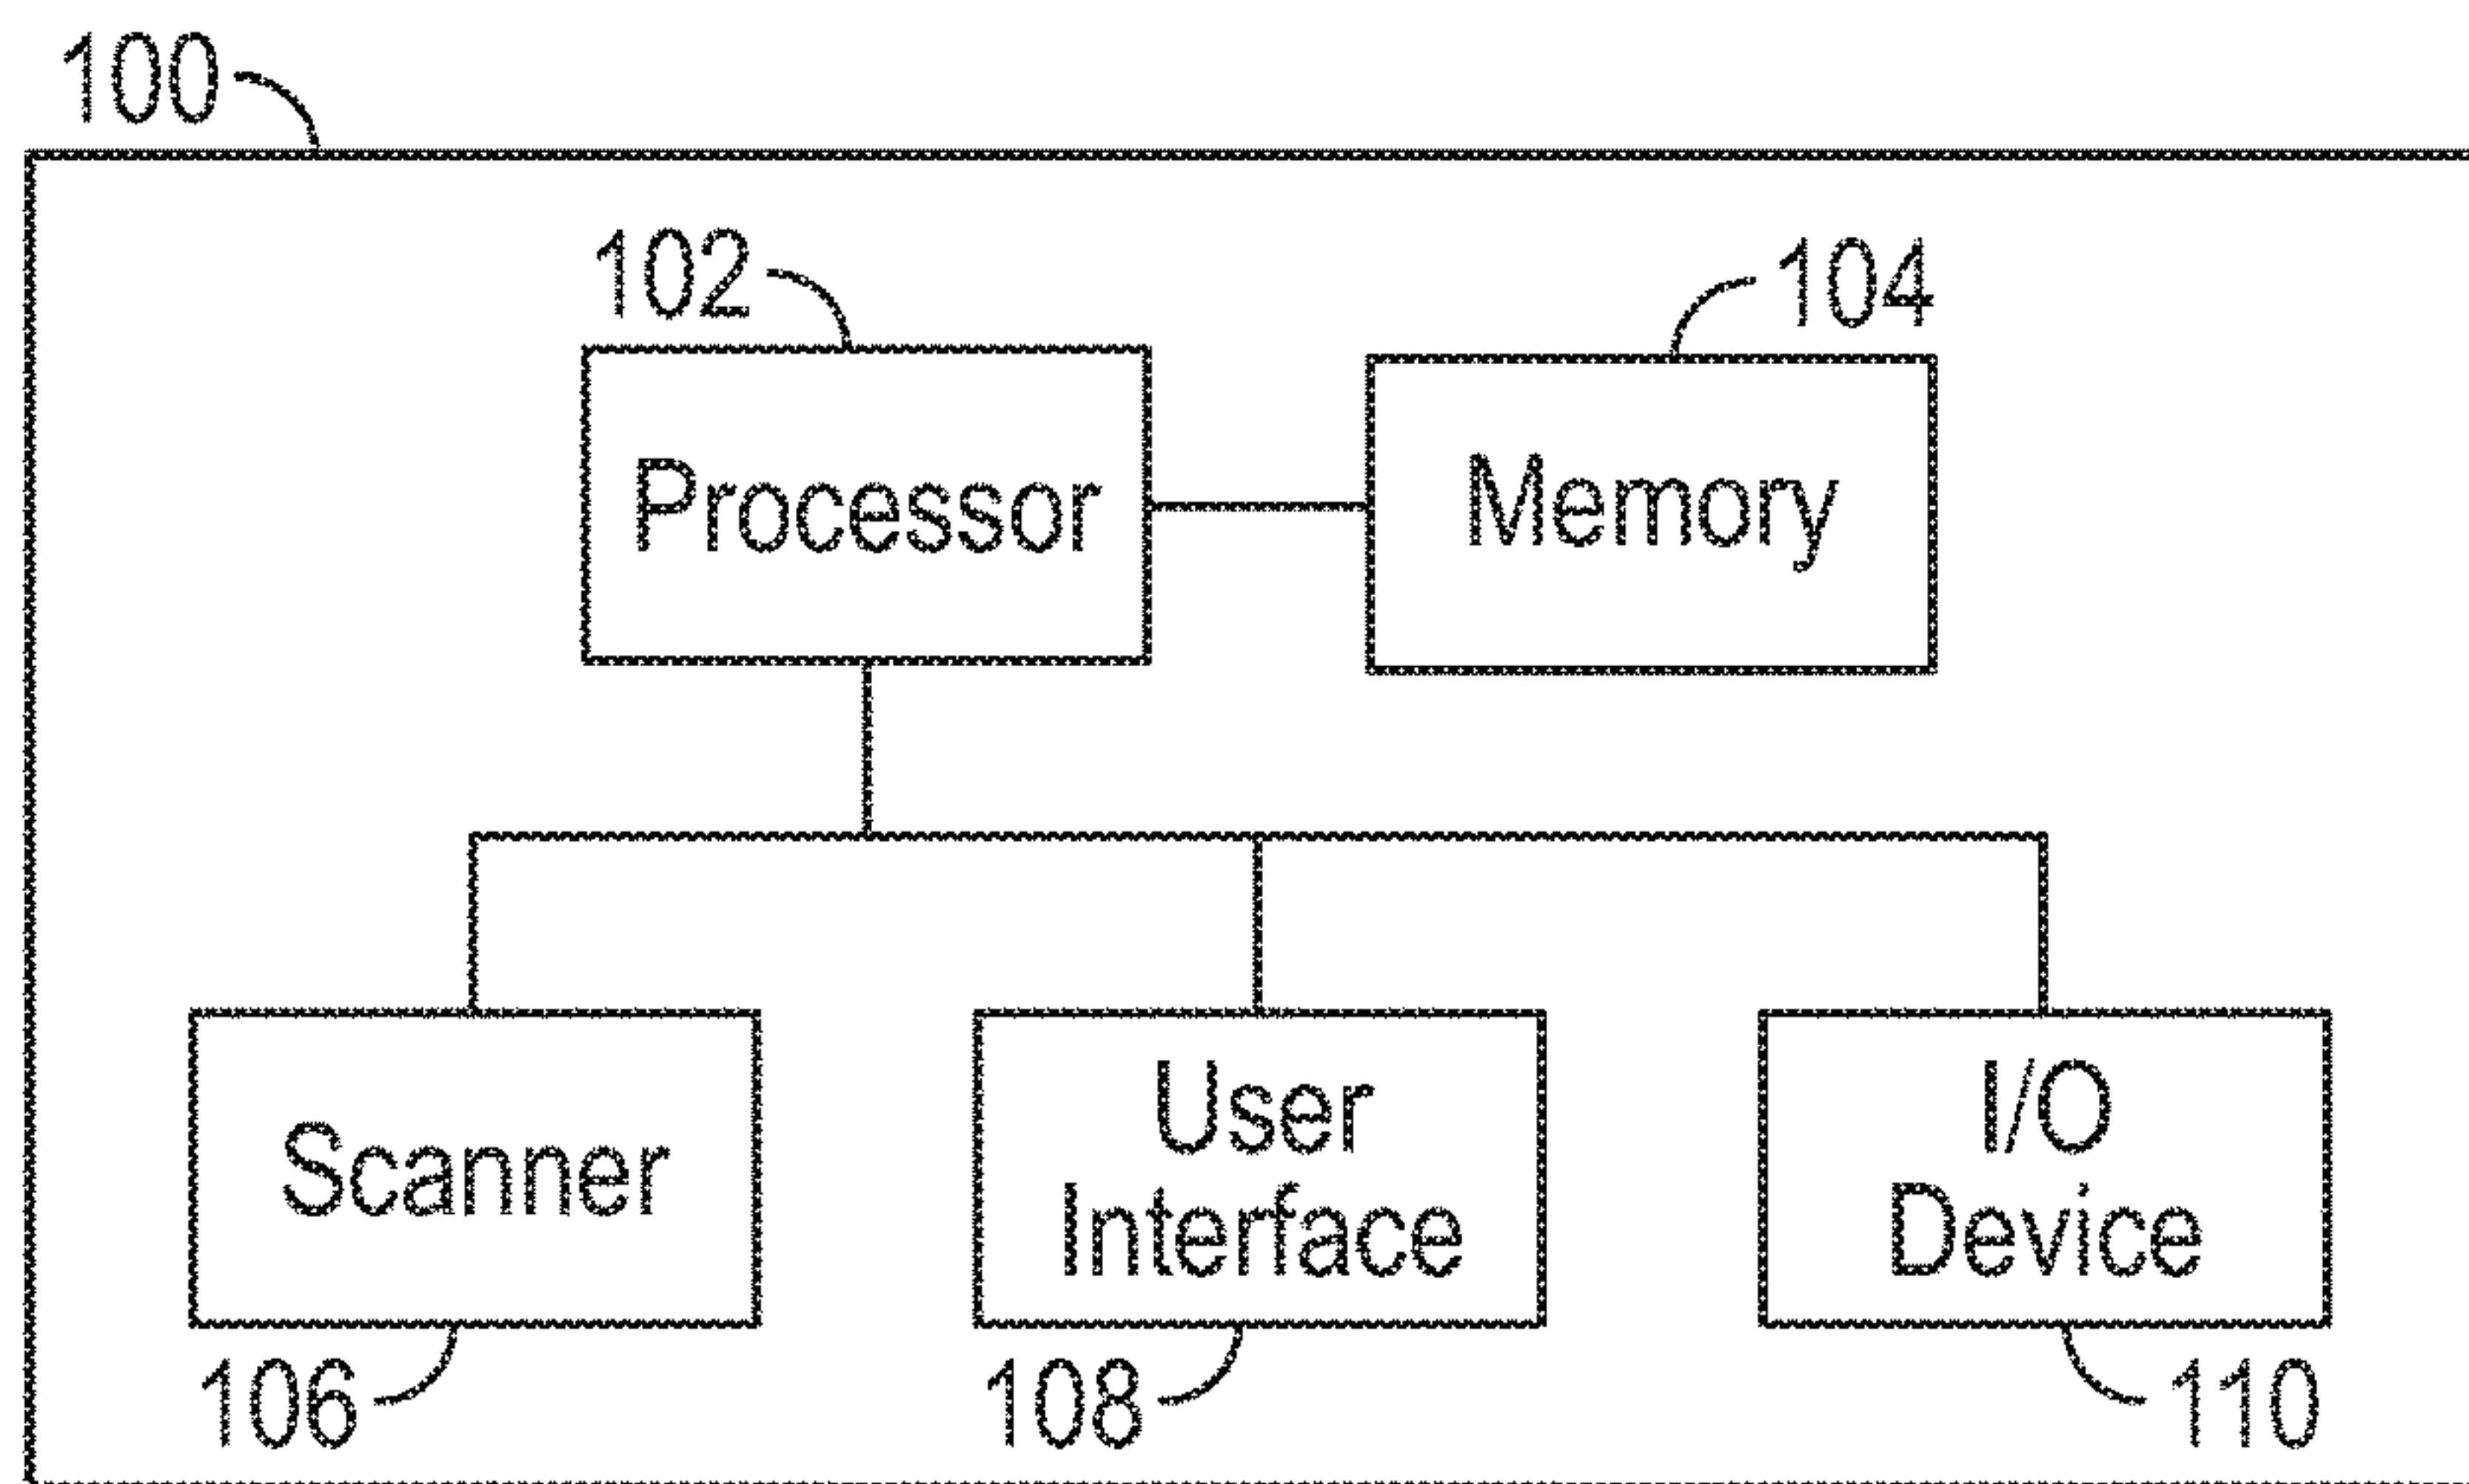 100
102
104
Processor
Memory
Scanner
User
Interface
I/O
Device
106
108
110